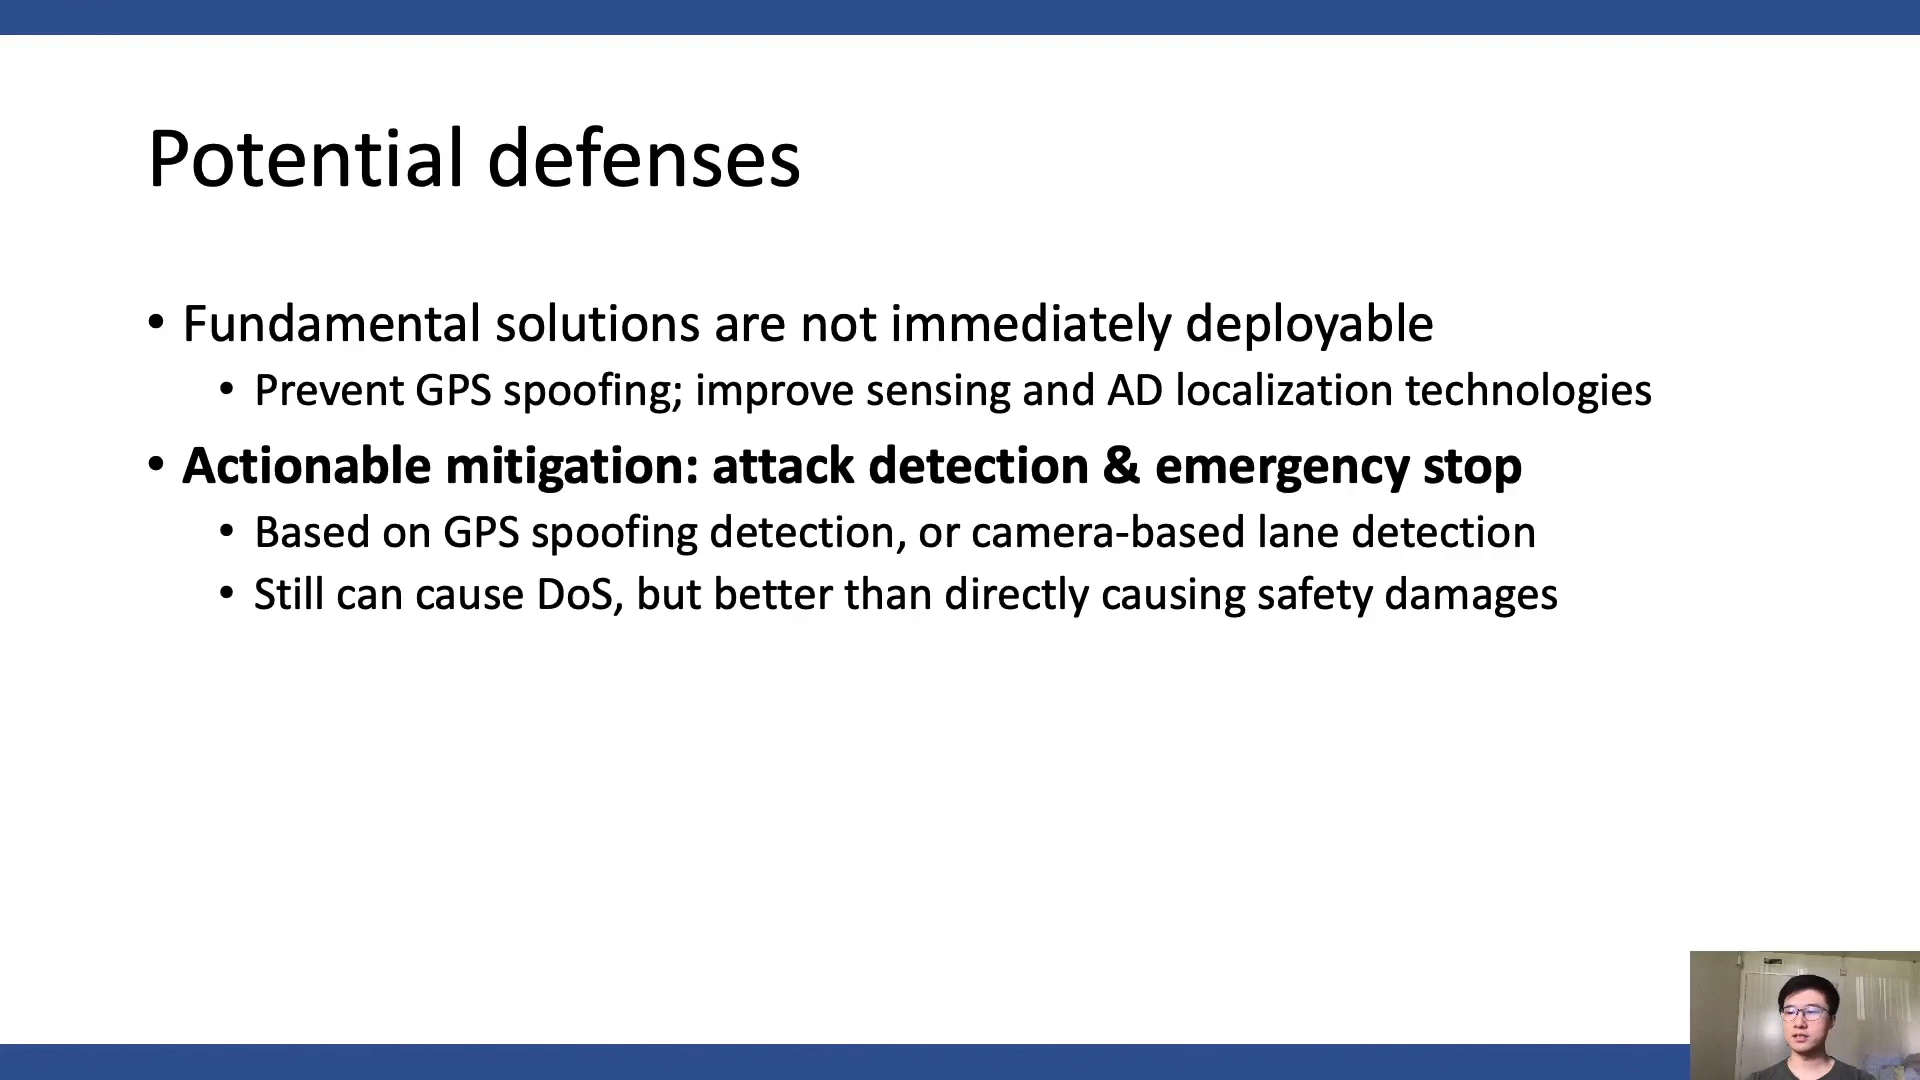 Potential defenses
• Fundamental solutions are not immediately deployable
• Prevent GPS spoofing; improve sensing and AD localization technologies
• Actionable mitigation: attack detection & emergency stop
• Based on GPS spoofing detection, or camera-based lane detection
• Still can cause DoS, but better than directly causing safety damages